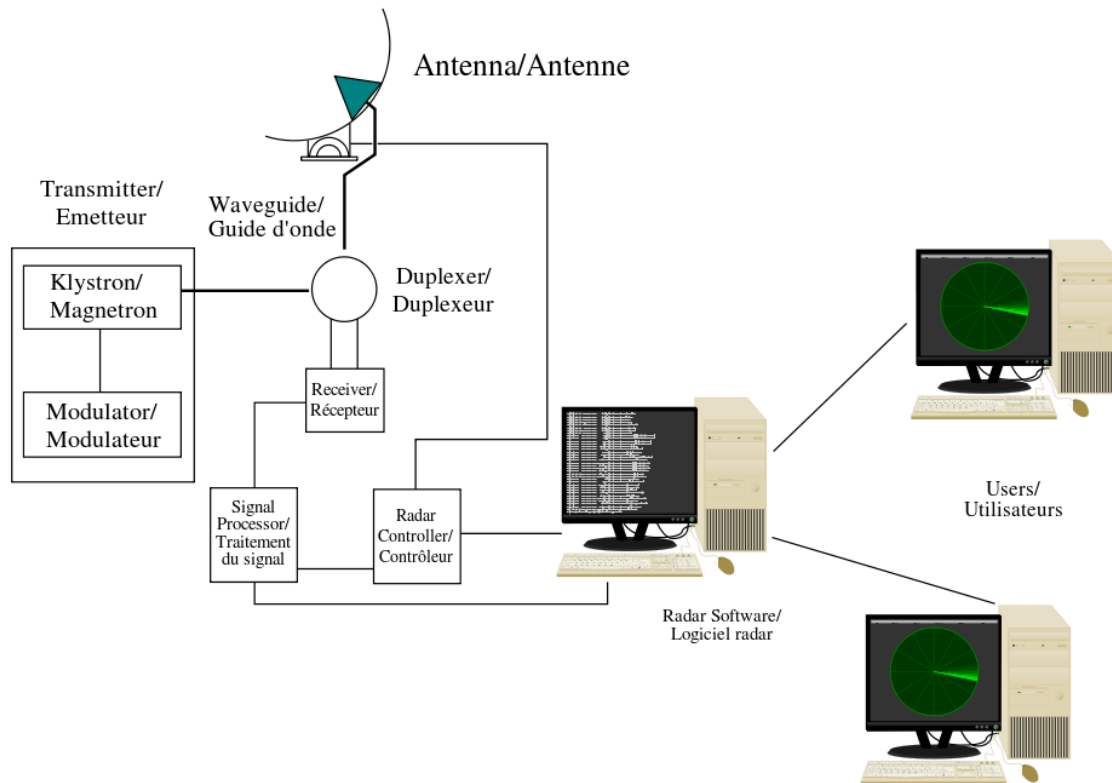 Antenna/Antenne
Transmitter/
Emetteur
Waveguide/
Guide d'onde
Klystron/
Magnetron
Duplexer/
Duplexeur
Modulator/
Modulateur
Receiver/
Récepteur
Signal
Processor/
Traitement
du signal
Radar
Controller/
Contrôleur
Users/
Utilisateurs
Radar Software/
Logiciel radar